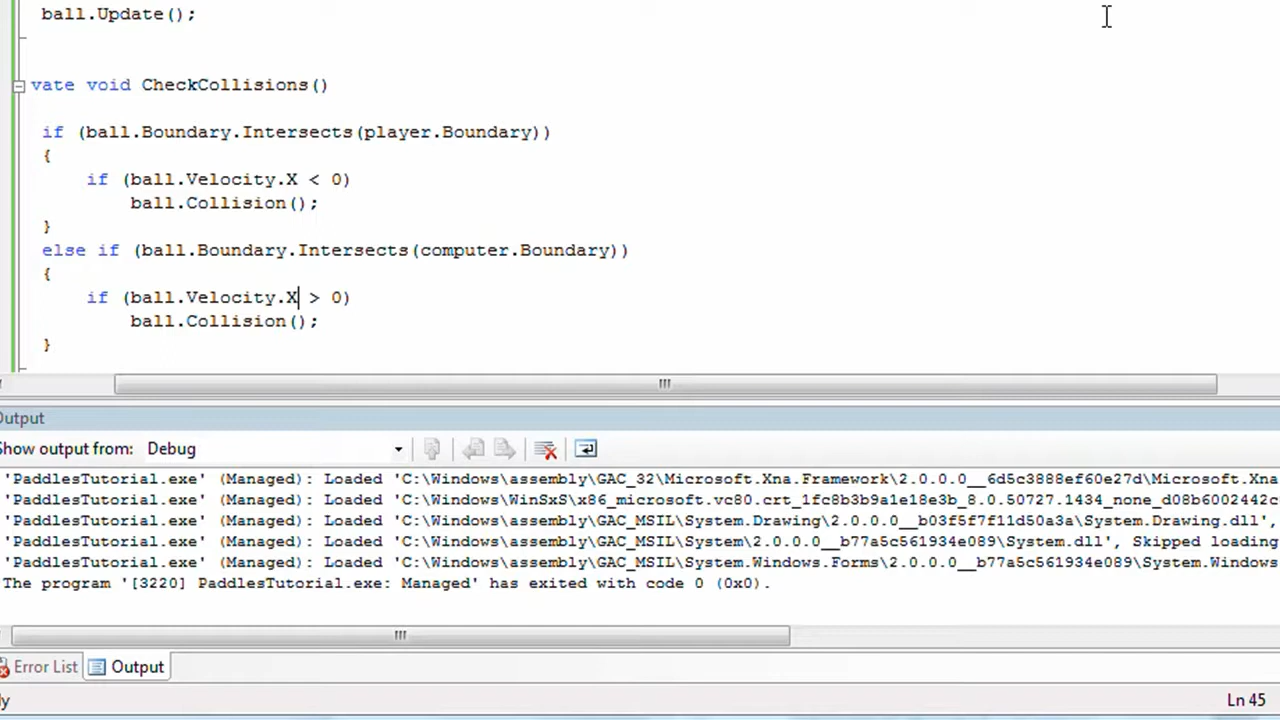 ball.Update();
vate void CheckCollisions()
if (ball.Boundary.Intersects(player.Boundary))
{
if (ball.Velocity.X < 0)
ball.Collision();
}
else if (ball.Boundary.Intersects(computer.Boundary))
{
if (ball.Velocity.X > 0)
ball.Collision();
}
Output
Show output from: Debug
'PaddlesTutorial.exe' (Managed): Loaded 'C:\Windows\assembly\GAC_32\Microsoft.Xna.Framework\2.0.0.0__6d5c3888ef60e27d\Microsoft.Xna
'PaddlesTutorial.exe' (Managed): Loaded 'C:\Windows\WinSxS\x86_microsoft.vc80.crt_1fc8b3b9a1e18e3b_8.0.50727.1434_none_d08b6002442c
'PaddlesTutorial.exe' (Managed): Loaded 'C:\Windows\assembly\GAC_MSIL\System.Drawing\2.0.0.0__b03f5f7f11d50a3a\System.Drawing.dll',
'PaddlesTutorial.exe' (Managed): Loaded 'C:\Windows\assembly\GAC_MSIL\System\2.0.0.0__b77a5c561934e089\System.dll', Skipped loading
'PaddlesTutorial.exe' (Managed): Loaded 'C:\Windows\assembly\GAC_MSIL\System.Windows.Forms\2.0.0.0__b77a5c561934e089\System.Windows
The program '[3220] PaddlesTutorial.exe: Managed' has exited with code 0 (0x0).
Error List Output
y Ln 45